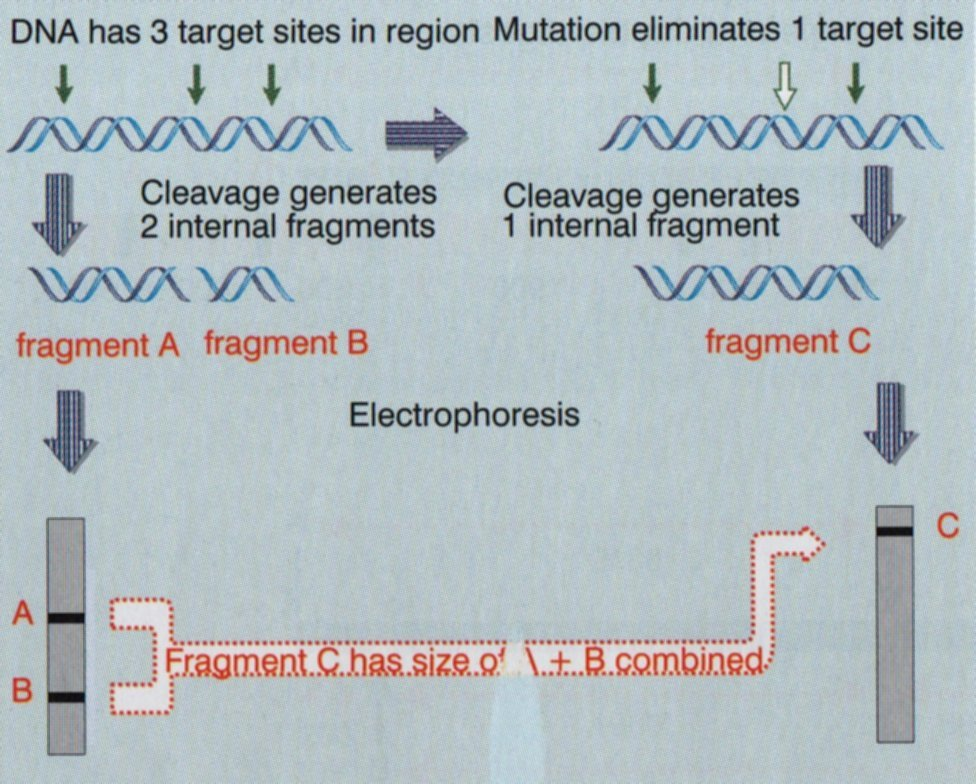 DNA has 3 target sites in region
Mutation eliminates 1 target site
Cleavage generates
2 internal fragments
Cleavage generates
1 internal fragment
fragment A
fragment B
fragment C
Electrophoresis
A
B
C
Fragment C has size of + B combined